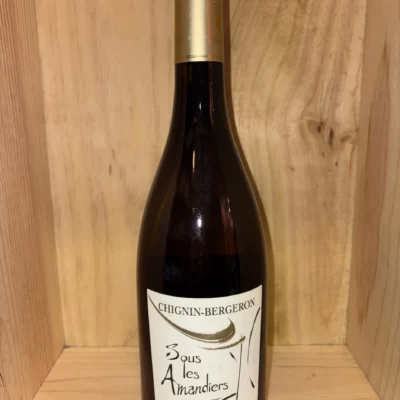 CHIGNIN-BERGERON
Sous
les
Amandiers